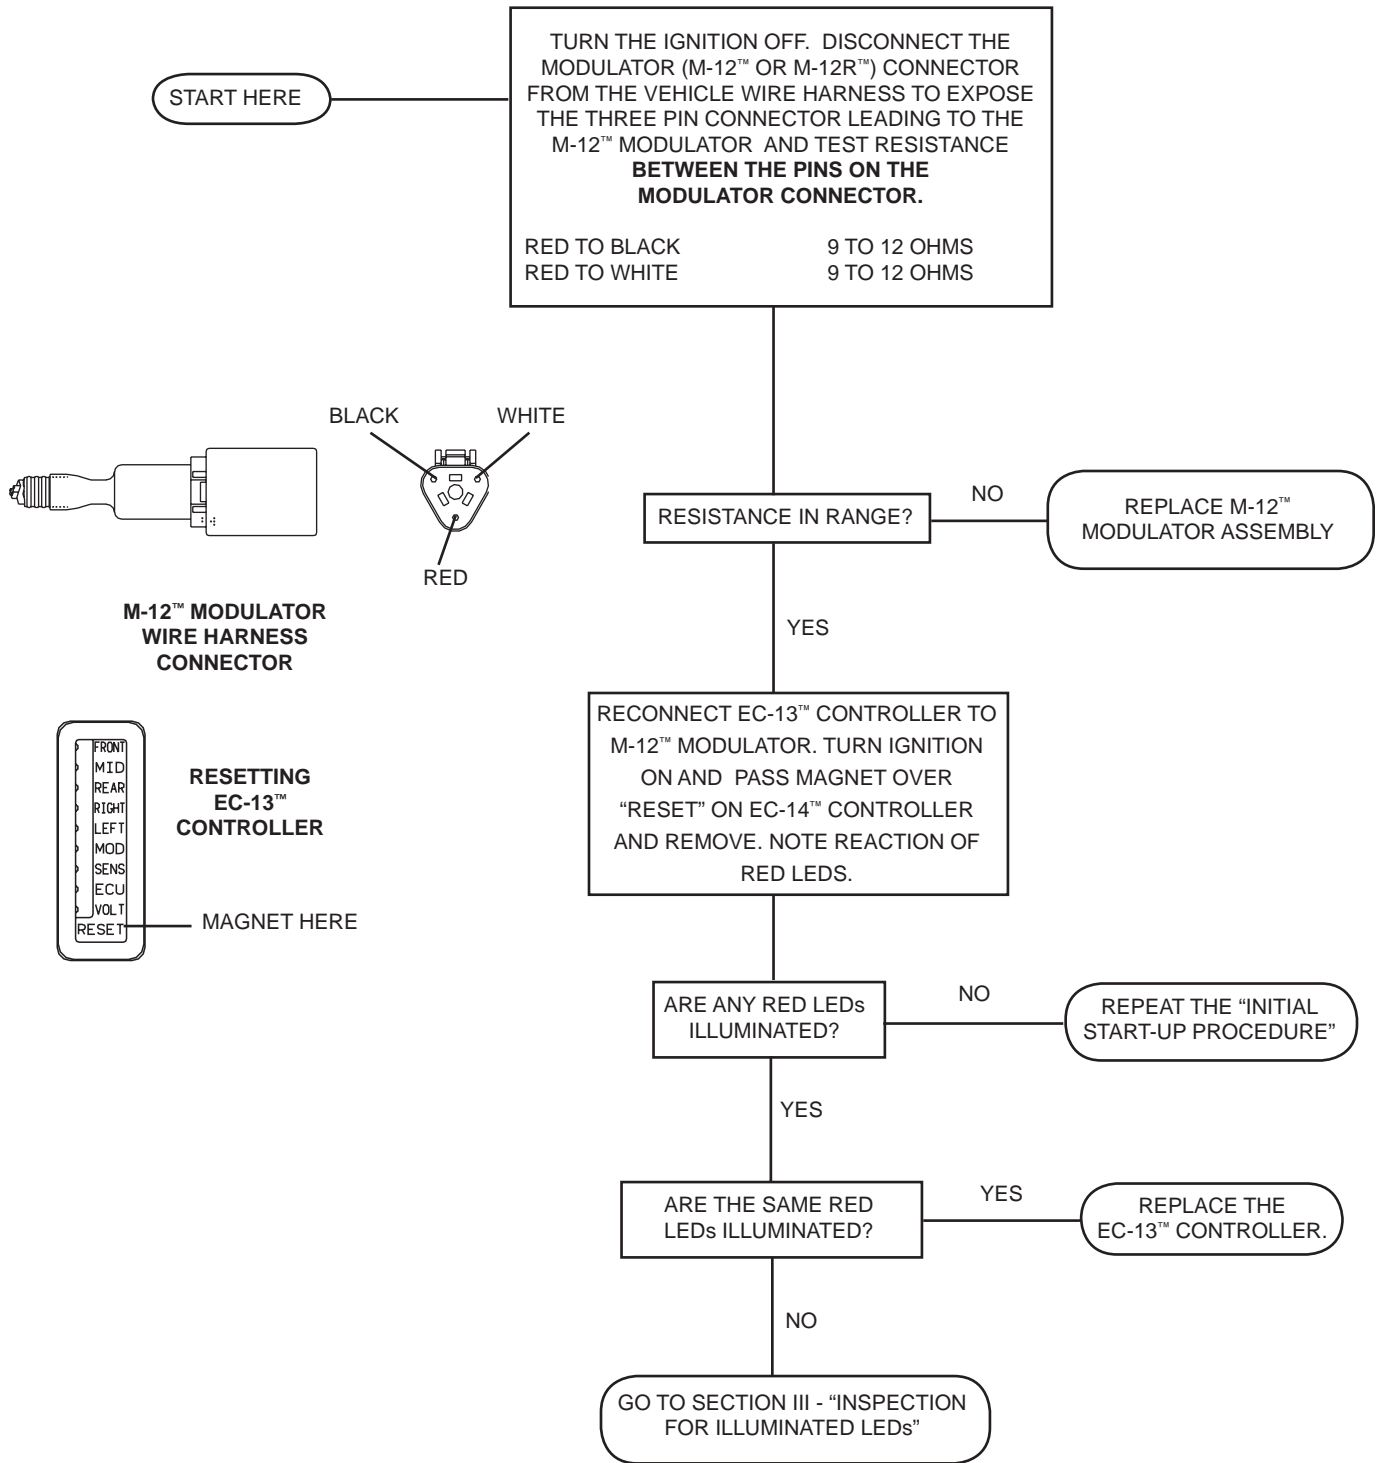 START HERE
TURN THE IGNITION OFF. DISCONNECT THE
MODULATOR (M-12™ OR M-12R™) CONNECTOR
FROM THE VEHICLE WIRE HARNESS TO EXPOSE
THE THREE PIN CONNECTOR LEADING TO THE
M-12™ MODULATOR AND TEST RESISTANCE
BETWEEN THE PINS ON THE
MODULATOR CONNECTOR.
RED TO BLACK 9 TO 12 OHMS
RED TO WHITE 9 TO 12 OHMS
BLACK
WHITE
RED
M-12™ MODULATOR
WIRE HARNESS
CONNECTOR
RESISTANCE IN RANGE?
NO
REPLACE M-12™
MODULATOR ASSEMBLY
YES
FRONT
MID
REAR
RIGHT
LEFT
MOD
SENS
ECU
VOLT
RESET
RESETTING
EC-13™
CONTROLLER
MAGNET HERE
RECONNECT EC-13™ CONTROLLER TO
M-12™ MODULATOR. TURN IGNITION
ON AND PASS MAGNET OVER
“RESET” ON EC-14™ CONTROLLER
AND REMOVE. NOTE REACTION OF
RED LEDS.
ARE ANY RED LEDs
ILLUMINATED?
NO
REPEAT THE “INITIAL
START-UP PROCEDURE”
YES
ARE THE SAME RED
LEDs ILLUMINATED?
YES
REPLACE THE
EC-13™ CONTROLLER.
NO
GO TO SECTION III - “INSPECTION
FOR ILLUMINATED LEDs”